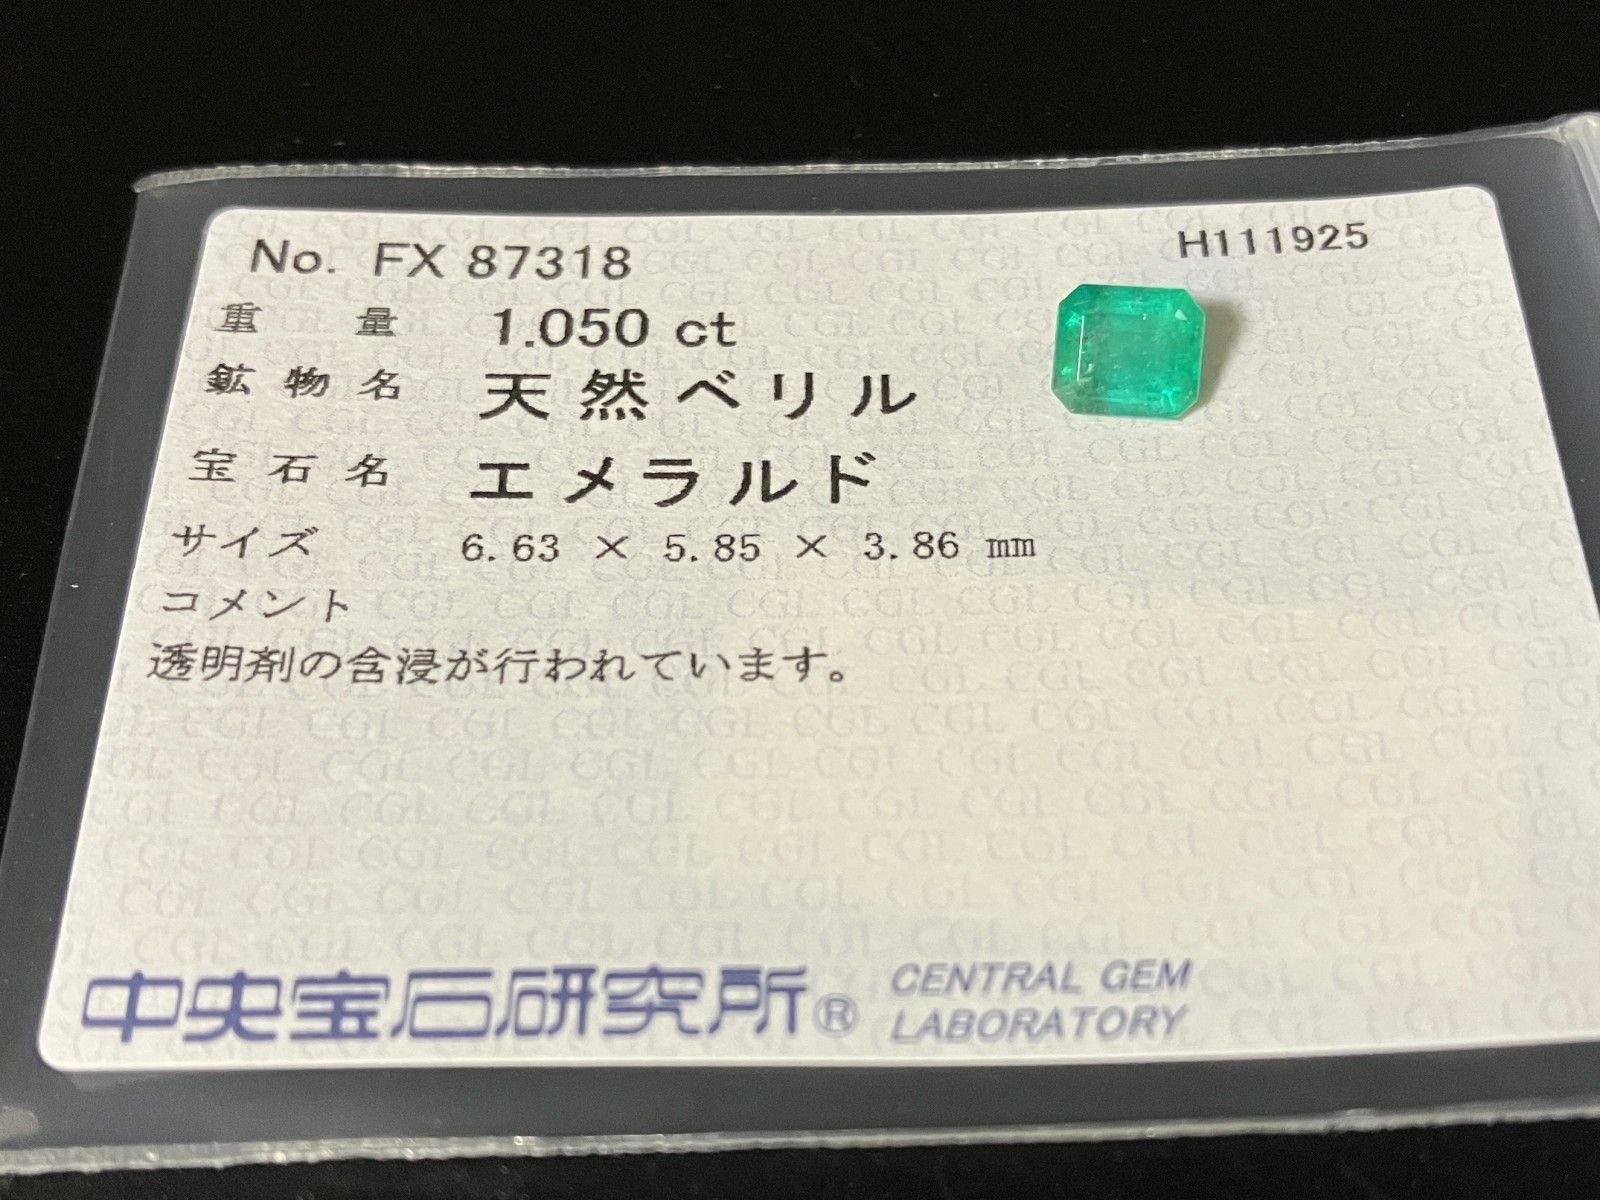 No. FX 87318
H111925
重量 1.050 ct
鉱物名 天然ベリル
宝石名 エメラルド
サイズ 6.63 × 5.85 × 3.86 mm
コメント
透明剤の含浸が行われています。
中央宝石研究所® CENTRAL GEM
LABORATORY